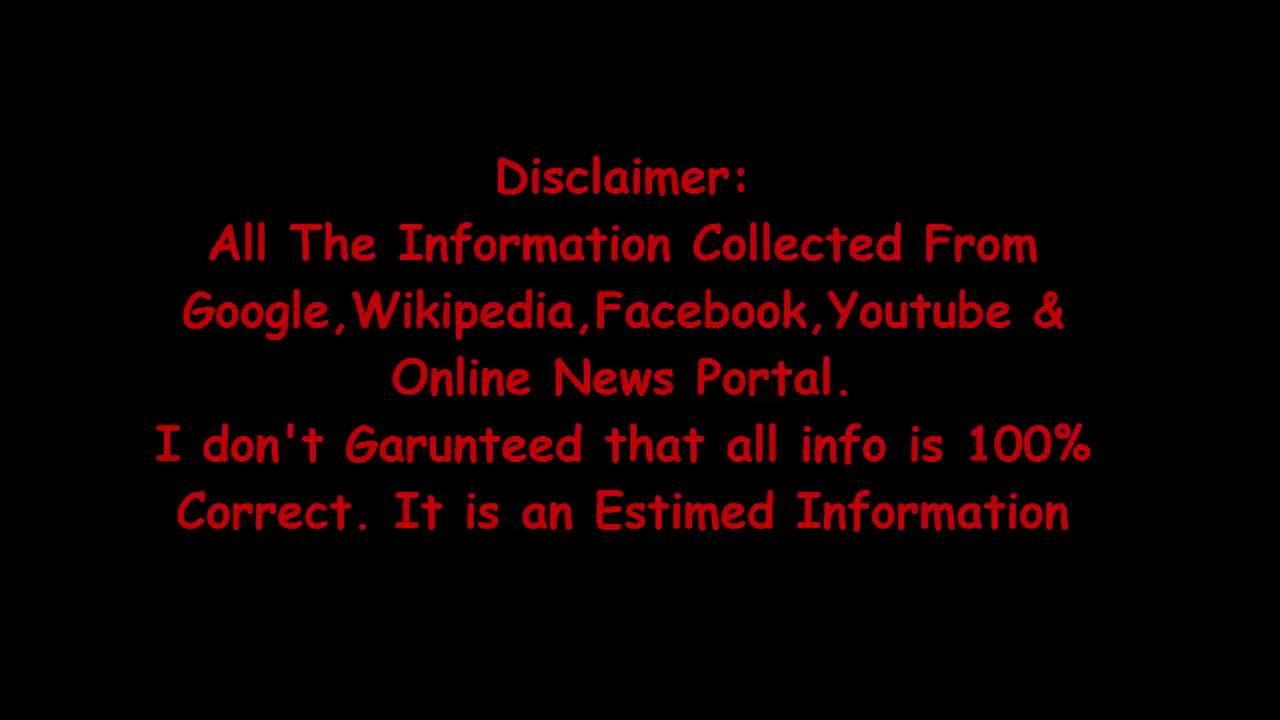 Disclaimer:
All The Information Collected From
Google,Wikipedia,Facebook,Youtube &
Online News Portal.
I don't Garunteed that all info is 100%
Correct. It is an Estimed Information